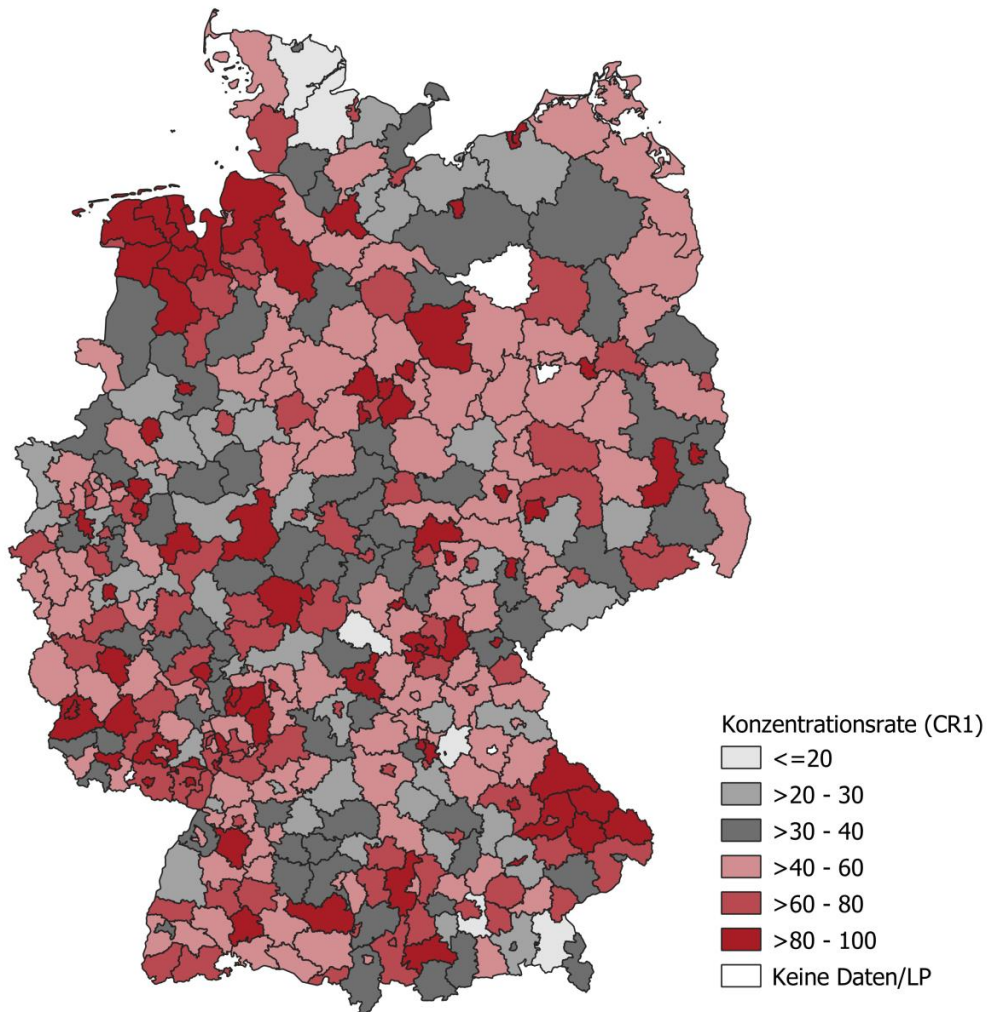 Konzentrationsrate (CR1)
<=20
>20 - 30
>30 - 40
>40 - 60
>60 - 80
>80 - 100
Keine Daten/LP